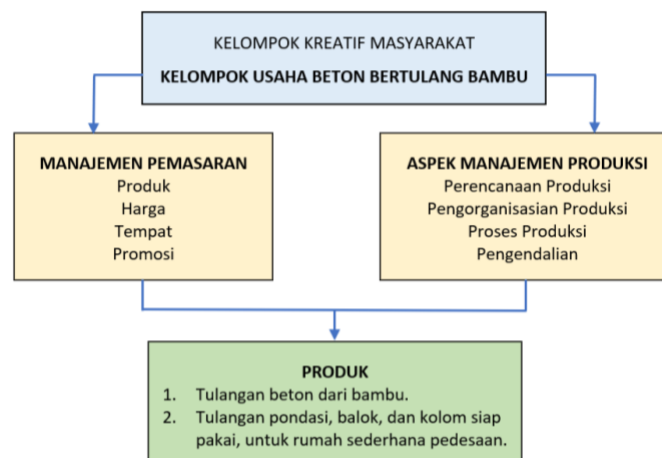 KELOMPOK KREATIF MASYARAKAT
KELOMPOK USAHA BETON BERTULANG BAMBU
MANAJEMEN PEMASARAN
Produk
Harga
Tempat
Promosi
ASPEK MANAJEMEN PRODUKSI
Perencanaan Produksi
Pengorganisasian Produksi
Proses Produksi
Pengendalian
PRODUK
1. Tulangan beton dari bambu.
2. Tulangan pondasi, balok, dan kolom siap
pakai, untuk rumah sederhana pedesaan.